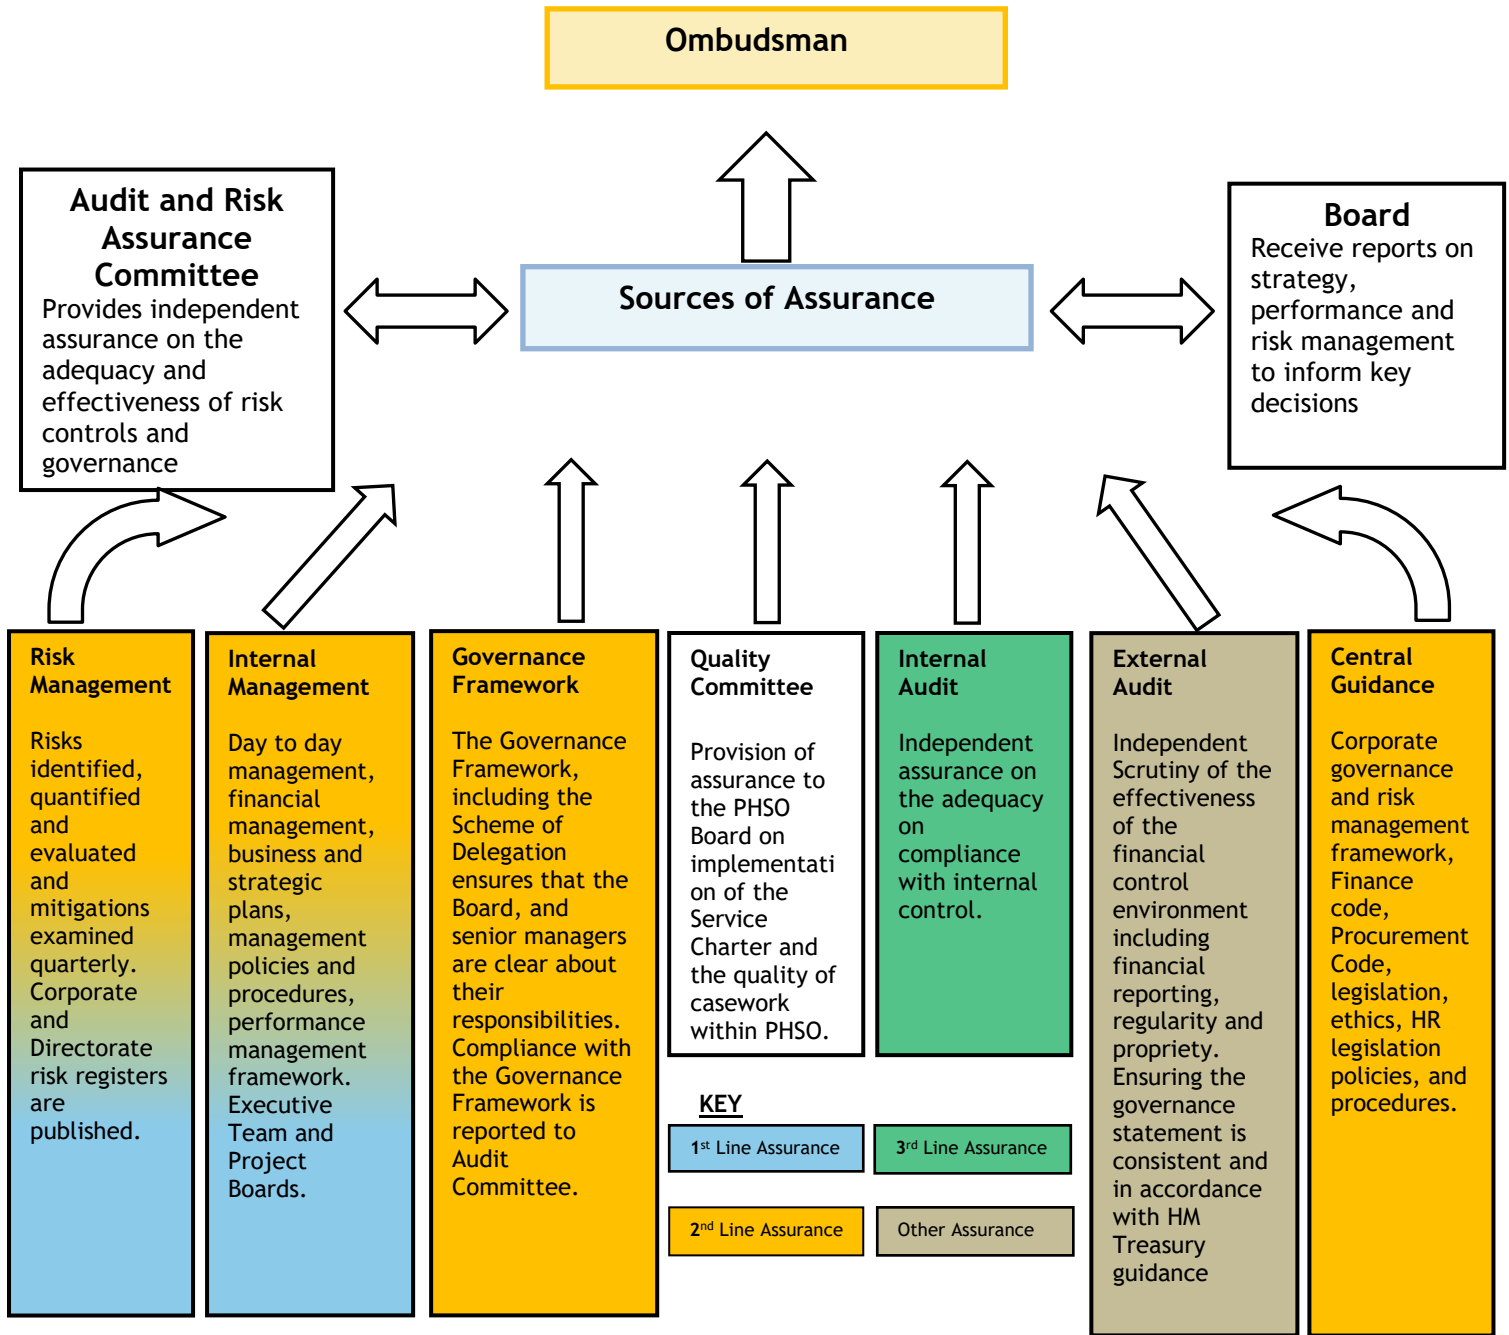 Ombudsman
Audit and Risk
Assurance
Committee
Provides independent
assurance on the
adequacy and
effectiveness of risk
controls and
governance
Sources of Assurance
Board
Receive reports on
strategy,
performance and
risk management
to inform key
decisions
Risk
Management
Risks
identified,
quantified
and
evaluated
and
mitigations
examined
quarterly.
Corporate
and
Directorate
risk registers
are
published.
Internal
Management
Day to day
management,
financial
management,
business and
strategic
plans,
management
policies and
procedures,
performance
management
framework.
Executive
Team and
Project
Boards.
Governance
Framework
The Governance
Framework,
including the
Scheme of
Delegation
ensures that the
Board, and
senior managers
are clear about
their
responsibilities.
Compliance with
the Governance
Framework is
reported to
Audit
Committee.
Quality
Committee
Provision of
assurance to
the PHSO
Board on
implementati
on of the
Service
Charter and
the quality of
casework
within PHSO.
Internal
Audit
Independent
assurance on
the adequacy
on
compliance
with internal
control.
External
Audit
Independent
Scrutiny of the
effectiveness
of the
financial
control
environment
including
financial
reporting,
regularity and
propriety.
Ensuring the
governance
statement is
consistent and
in accordance
with HM
Treasury
guidance
Central
Guidance
Corporate
governance
and risk
management
framework,
Finance
code,
Procurement
Code,
legislation,
ethics, HR
legislation
policies, and
procedures.
KEY
1st Line Assurance
3rd Line Assurance
2nd Line Assurance
Other Assurance